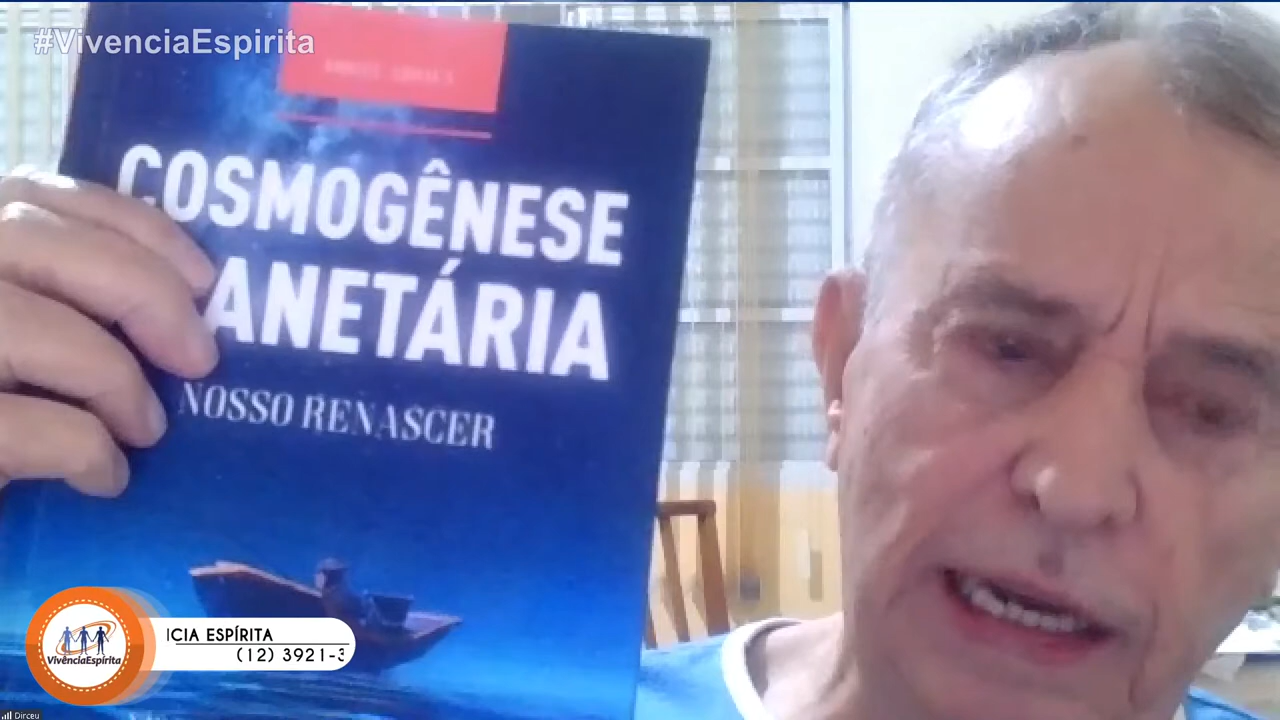 #VivenciaEspirita
COSMOGÊNESE
ANETÁRIA
NOSSO RENASCER
ICIA ESPÍRITA
(12) 3921-3
VivênciaEspírita
Dirceu